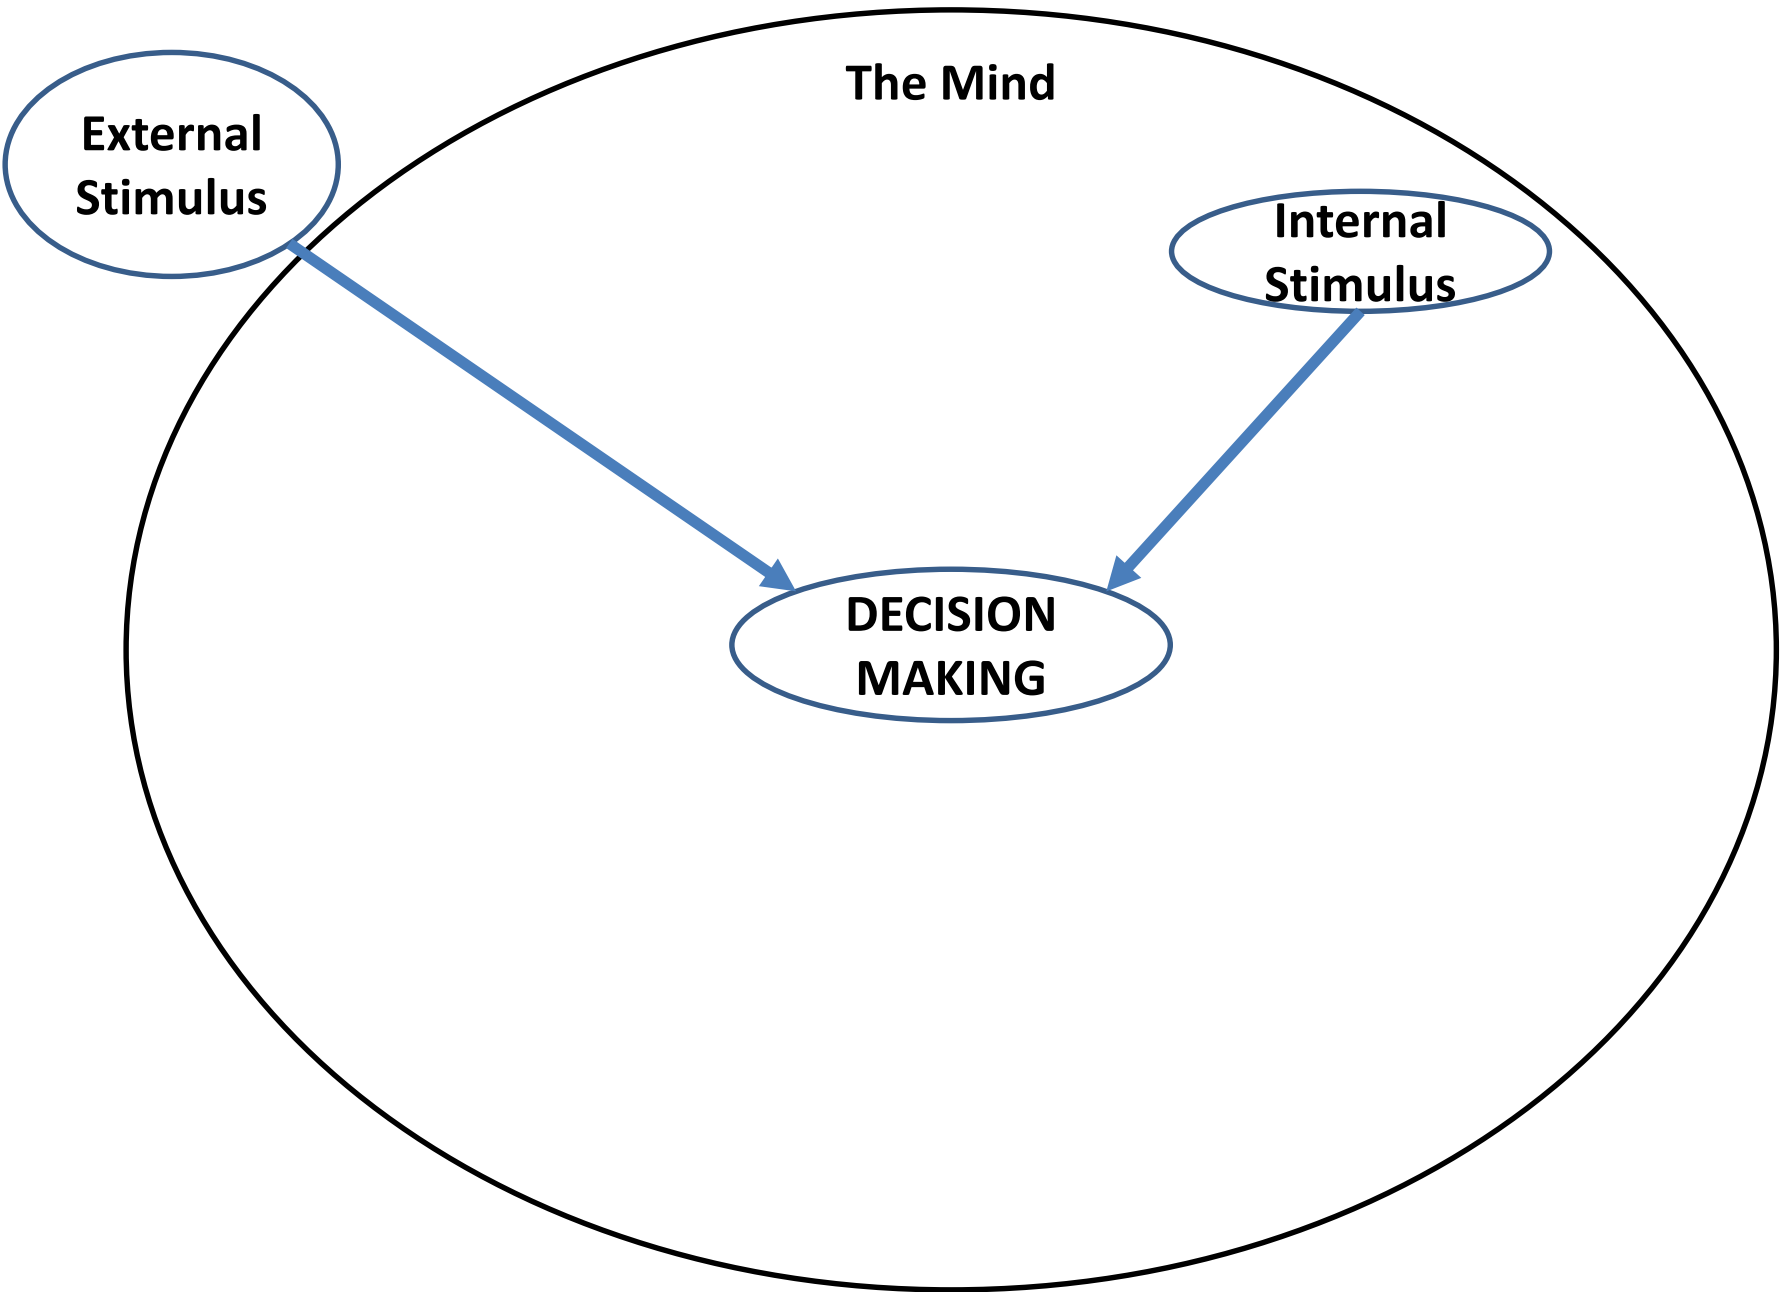 The Mind
External
Stimulus
Internal
Stimulus
DECISION
MAKING